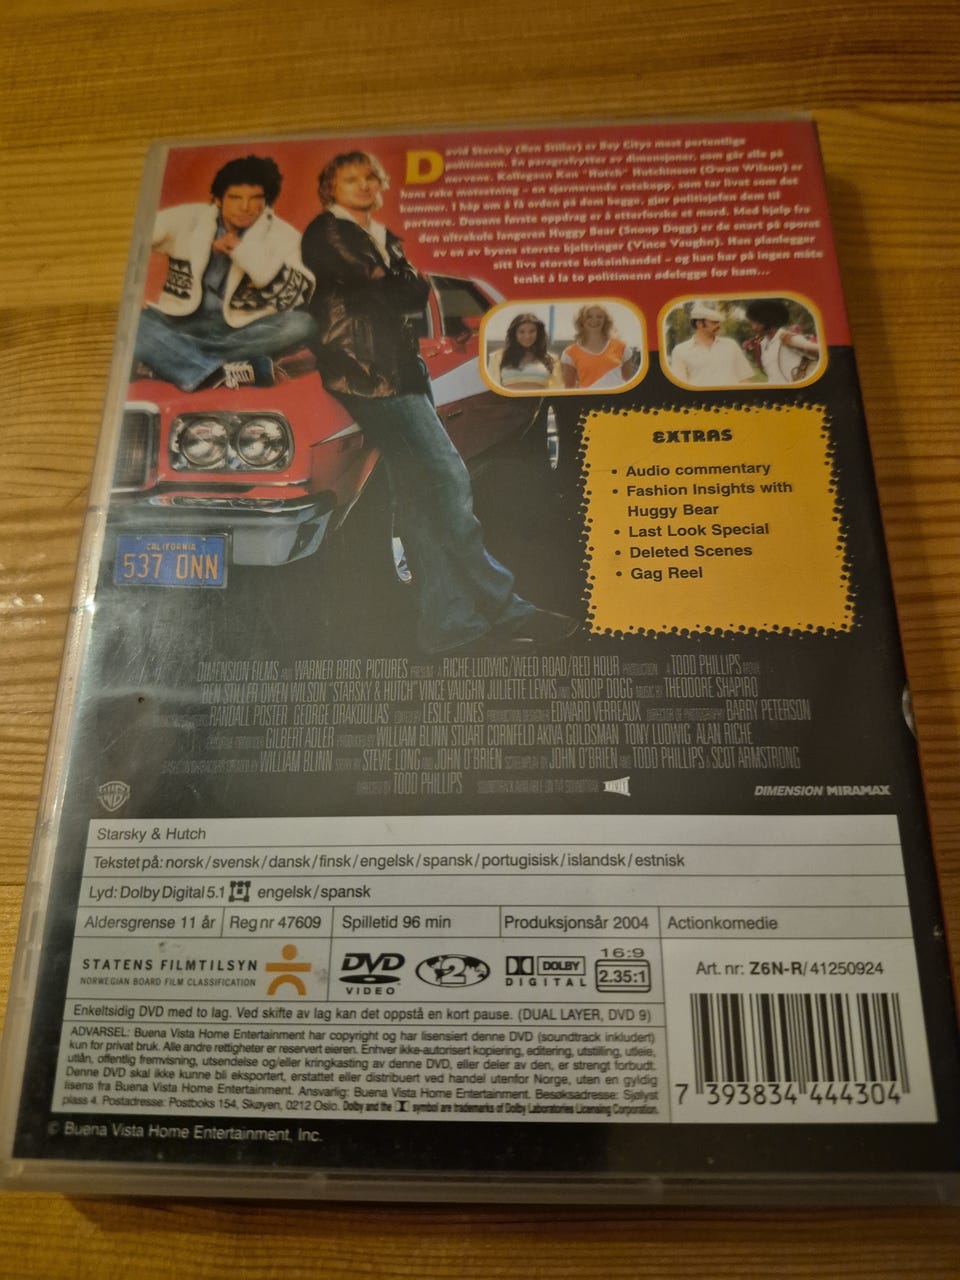 David Starsky (Ben Stiller) er Bay Citys mest pertentlige
politimann. En paragrafrytter av dimensjoner, som går alle på
nervene. Kollegaen Ken "Hutch" Hutchinson (Owen Wilson) er
hans rake motsetning – en sjarmerende rotekopp, som tar livet som det
kommer. I håp om å få orden på dem begge, gjør politisjefen dem til
partnere. Duoens første oppdrag er å etterforske et mord. Med hjelp fra
den ultrakule langeren Huggy Bear (Snoop Dogg) er de snart på sporet
av en av byens største kjeltringer (Vince Vaughn). Han planlegger
sitt livs største kokainhandel – og han har på ingen måte
tenkt å la to politimenn ødelegge for ham...
EXTRAS
• Audio commentary
• Fashion Insights with
Huggy Bear
• Last Look Special
• Deleted Scenes
• Gag Reel
CALIFORNIA
537 ONN
DIMENSION FILMS AND WARNER BROS. PICTURES PRESENT A RICHE·LUDWIG/WEED ROAD/RED HOUR PRODUCTION A TODD PHILLIPS MOVIE
BEN STILLER OWEN WILSON "STARSKY & HUTCH" VINCE VAUGHN JULIETTE LEWIS AND SNOOP DOGG MUSIC BY THEODORE SHAPIRO
RANDALL POSTER GEORGE DRAKOULIAS EDITED BY LESLIE JONES PRODUCTION DESIGN BY EDWARD VERREAUX DIRECTOR OF PHOTOGRAPHY BARRY PETERSON
EXECUTIVE PRODUCER GILBERT ADLER PRODUCED BY WILLIAM BLINN STUART CORNFELD AKIVA GOLDSMAN TONY LUDWIG ALAN RICHE
BASED ON CHARACTERS CREATED BY WILLIAM BLINN STORY BY STEVIE LONG AND JOHN O'BRIEN SCREENPLAY BY JOHN O'BRIEN AND TODD PHILLIPS & SCOT ARMSTRONG
DIRECTED BY TODD PHILLIPS SOUNDTRACK AVAILABLE ON TVT SOUNDTRAX TVT
WB
DIMENSION MIRAMAX
Starsky & Hutch
Tekstet på: norsk/svensk/dansk/finsk/engelsk/spansk/portugisisk/islandsk/estnisk
Lyd: Dolby Digital 5.1 engelsk/spansk
Aldersgrense 11 år Reg nr 47609 Spilletid 96 min Produksjonsår 2004 Actionkomedie
STATENS FILMTILSYN
NORWEGIAN BOARD FILM CLASSIFICATION
DVD
VIDEO
2
DOLBY
DIGITAL
16:9
2.35:1
Art. nr: Z6N-R/41250924
Enkeltsidig DVD med to lag. Ved skifte av lag kan det oppstå en kort pause. (DUAL LAYER, DVD 9)
ADVARSEL: Buena Vista Home Entertainment har copyright og har lisensiert denne DVD (soundtrack inkludert)
kun for privat bruk. Alle andre rettigheter er reservert eieren. Enhver ikke-autorisert kopiering, editering, utstilling, utleie,
utlån, offentlig fremvisning, utsendelse og/eller kringkasting av denne DVD, eller deler av den, er strengt forbudt.
Denne DVD skal ikke kunne bli eksportert, erstattet eller distribuert ved handel utenfor Norge, uten en gyldig
lisens fra Buena Vista Home Entertainment. Ansvarlig: Buena Vista Home Entertainment. Besøksadresse: Sjølyst
plass 4. Postadresse: Postboks 154, Skøyen, 0212 Oslo. Dolby and the symbol are trademarks of Dolby Laboratories Licensing Corporation.
7 393834 444304
© Buena Vista Home Entertainment, Inc.